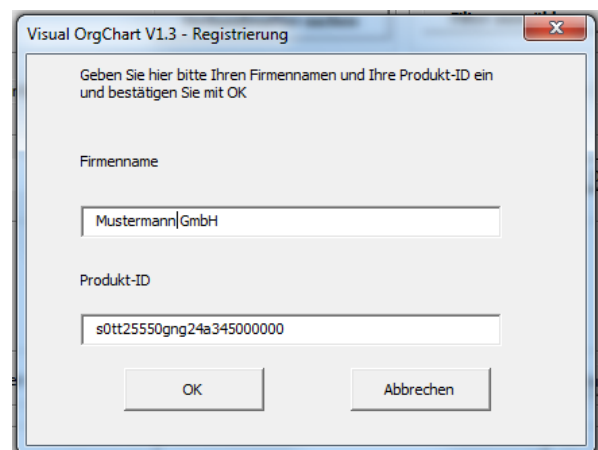 Visual OrgChart V1.3 - Registrierung
Geben Sie hier bitte Ihren Firmennamen und Ihre Produkt-ID ein
und bestätigen Sie mit OK
Firmenname
Mustermann GmbH
Produkt-ID
s0tt25550gng24a345000000
OK
Abbrechen